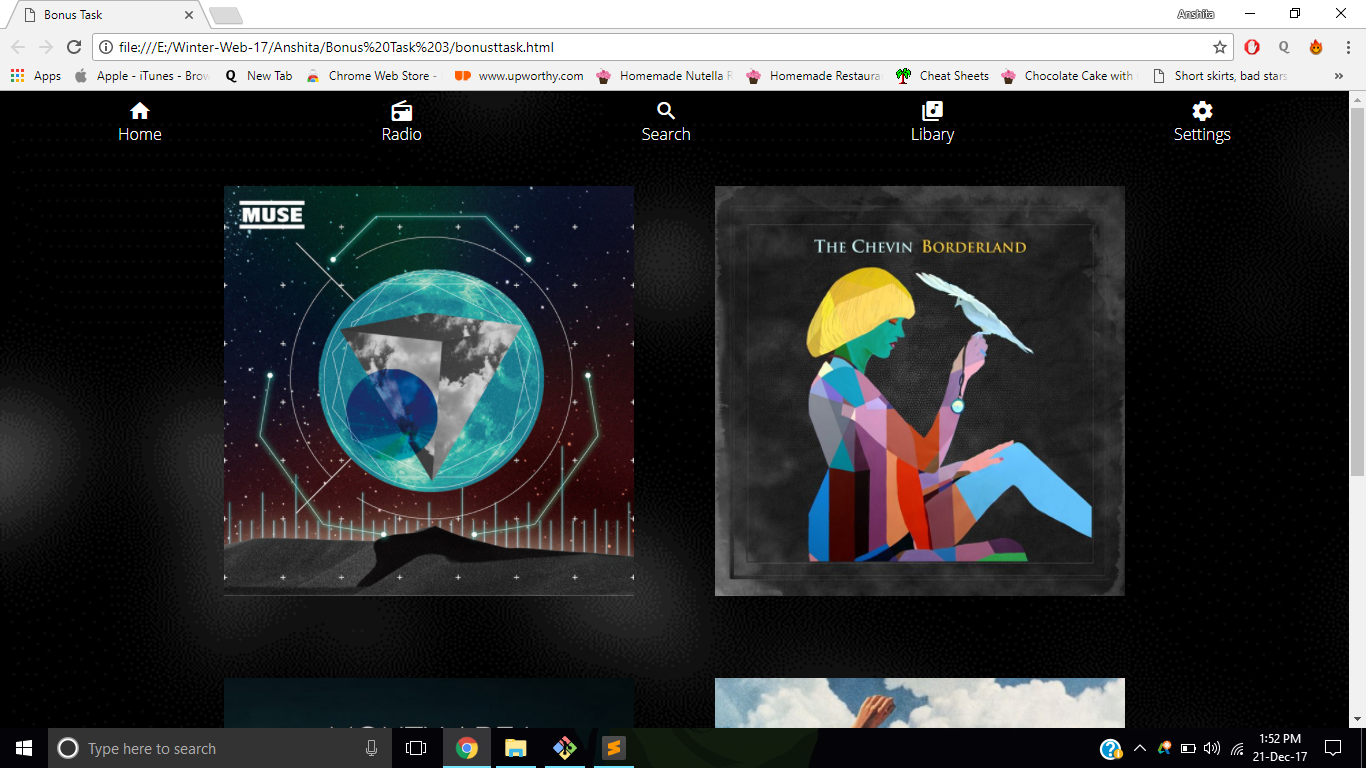 Bonus Task
Anshita
file:///E:/Winter-Web-17/Anshita/Bonus%20Task%203/bonusttask.html
Apps
Apple - iTunes - Brow
New Tab
Chrome Web Store -
www.upworthy.com
Homemade Nutella R
Homemade Restaura
Cheat Sheets
Chocolate Cake with
Short skirts, bad stars
Home
Radio
Search
Libary
Settings
MUSE
THE CHEVIN BORDERLAND
Type here to search
1:52 PM
21-Dec-17